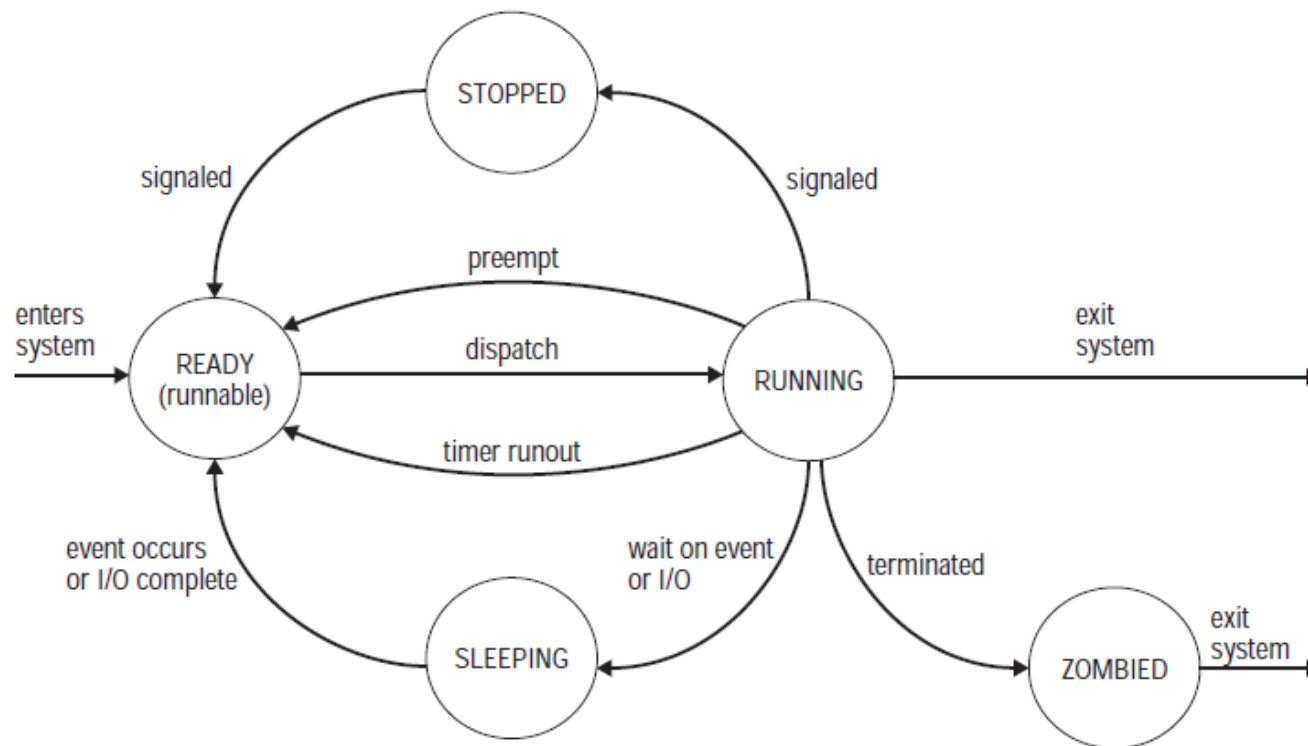 STOPPED
signaled
signaled
preempt
enters
system
READY
(runnable)
dispatch
RUNNING
exit
system
timer runout
event occurs
or I/O complete
wait on event
or I/O
terminated
SLEEPING
ZOMBIED
exit
system